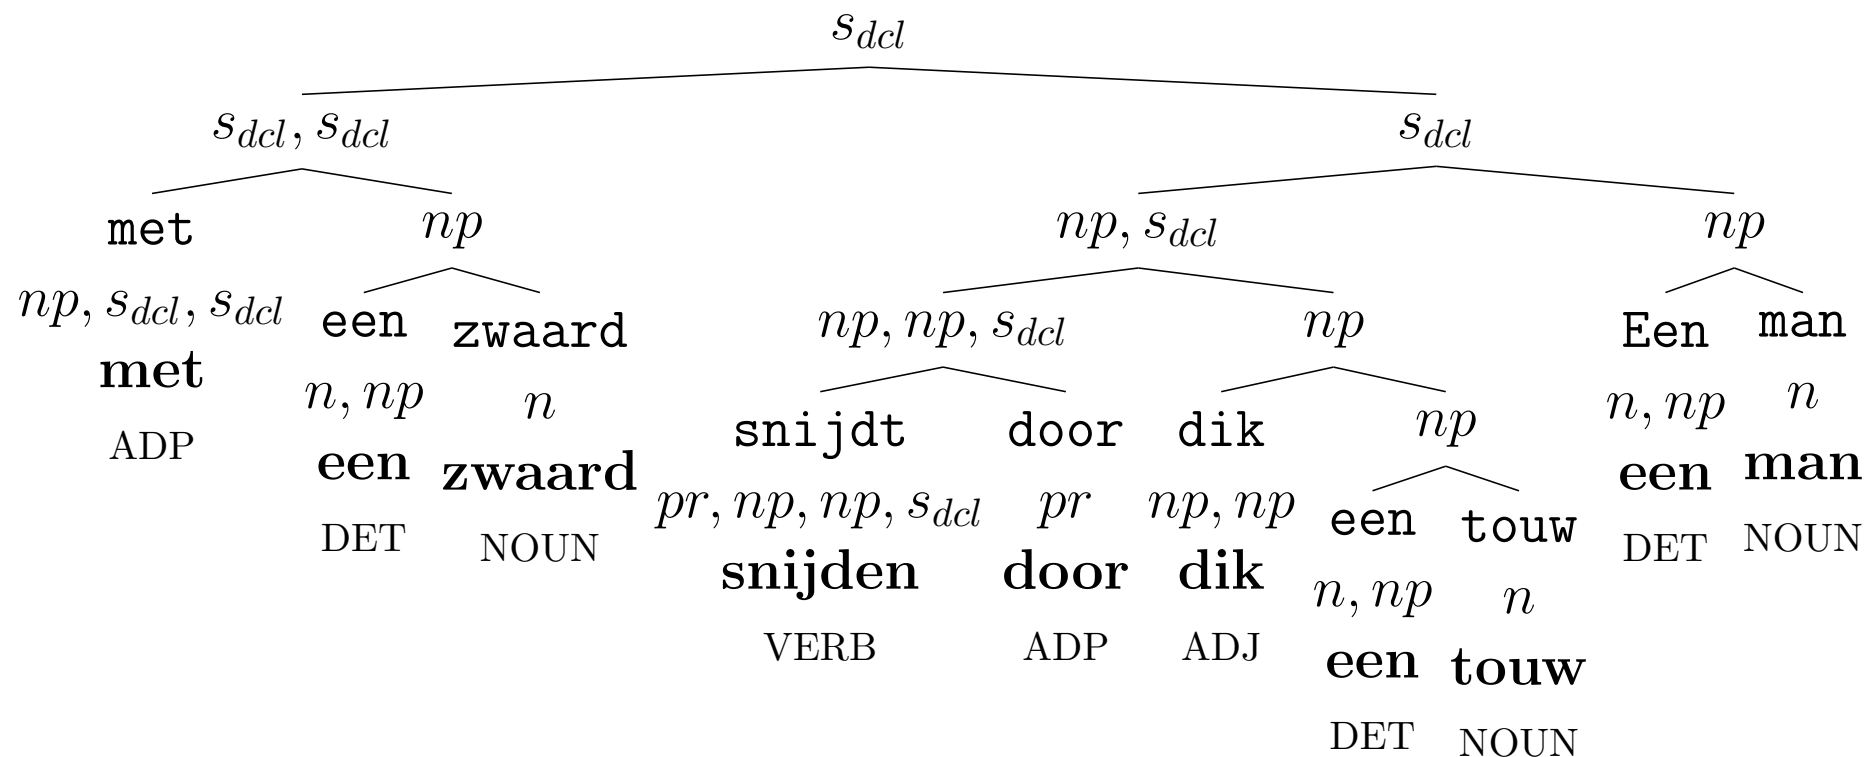 s_dcl
s_dcl, s_dcl s_dcl
met np np, s_dcl np
np, s_dcl, s_dcl een zwaard np, np, s_dcl np Een man
met n, np n snijdt door dik np n, np n
ADP een zwaard pr, np, np, s_dcl pr np, np een touw een man
DET NOUN snijden door dik n, np n DET NOUN
VERB ADP ADJ een touw
DET NOUN